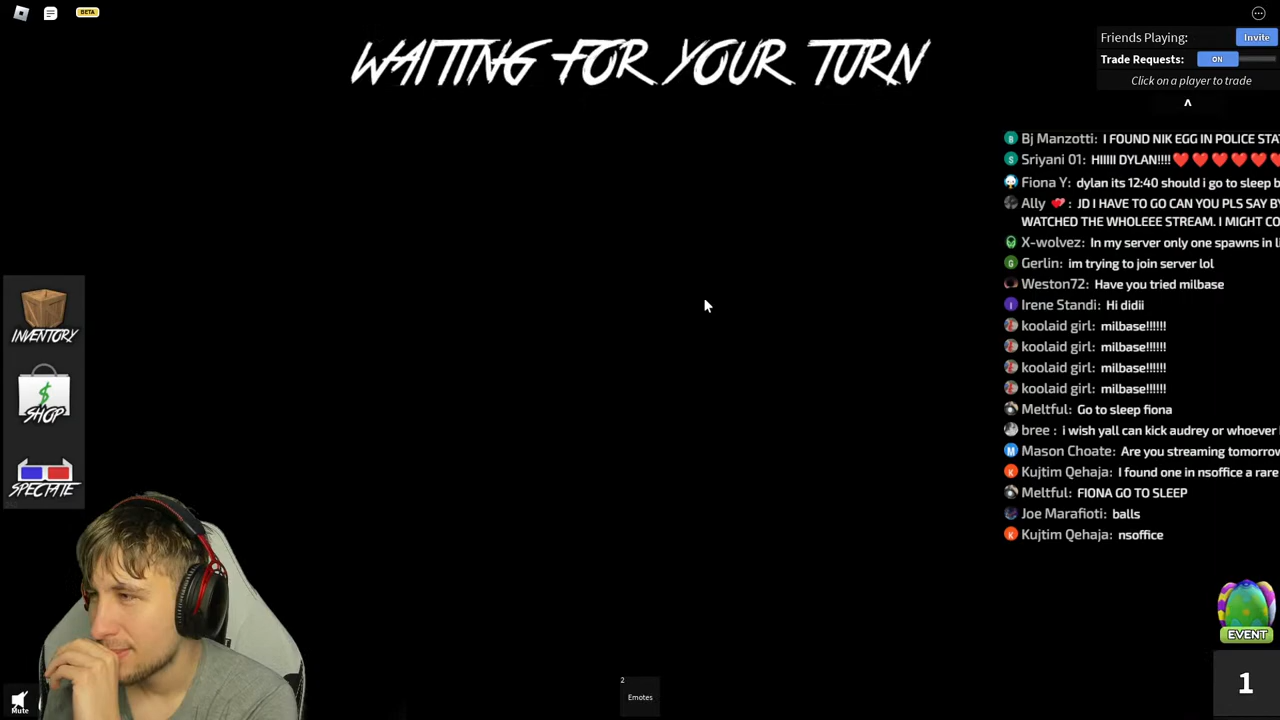 BETA
WAITING FOR YOUR TURN
Friends Playing:
Invite
Trade Requests:
ON
Click on a player to trade
^
B Bj Manzotti: I FOUND NIK EGG IN POLICE STA
S Sriyani 01: HIIIII DYLAN!!!!❤️❤️❤️❤️❤️❤️
Fiona Y: dylan its 12:40 should i go to sleep b
Ally 💕: JD I HAVE TO GO CAN YOU PLS SAY BY
WATCHED THE WHOLEEE STREAM. I MIGHT CO
X-wolvez: In my server only one spawns in li
G Gerlin: im trying to join server lol
Weston72: Have you tried milbase
I Irene Standi: Hi didii
koolaid girl: milbase!!!!!!
koolaid girl: milbase!!!!!!
koolaid girl: milbase!!!!!!
koolaid girl: milbase!!!!!!
Meltful: Go to sleep fiona
bree : i wish yall can kick audrey or whoever
M Mason Choate: Are you streaming tomorrow
K Kujtim Qehaja: I found one in nsoffice a rare
Meltful: FIONA GO TO SLEEP
Joe Marafioti: balls
K Kujtim Qehaja: nsoffice
INVENTORY
$
SHOP
SPECTATE
EVENT
1
Mute
2
Emotes